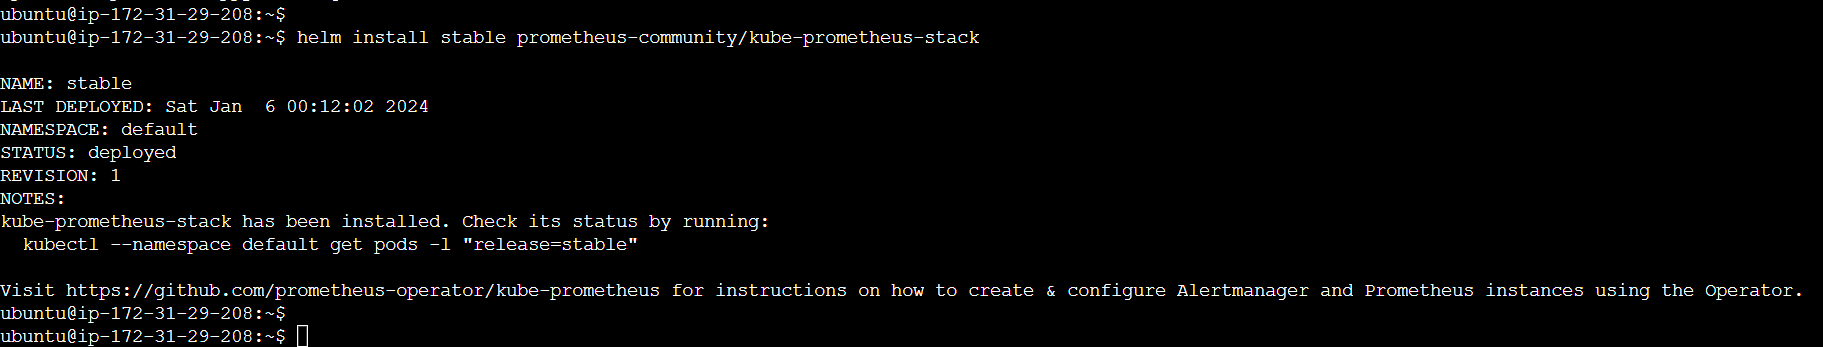 ubuntu@ip-172-31-29-208:~$
ubuntu@ip-172-31-29-208:~$ helm install stable prometheus-community/kube-prometheus-stack
NAME: stable
LAST DEPLOYED: Sat Jan  6 00:12:02 2024
NAMESPACE: default
STATUS: deployed
REVISION: 1
NOTES:
kube-prometheus-stack has been installed. Check its status by running:
  kubectl --namespace default get pods -l "release=stable"
Visit https://github.com/prometheus-operator/kube-prometheus for instructions on how to create & configure Alertmanager and Prometheus instances using the Operator.
ubuntu@ip-172-31-29-208:~$
ubuntu@ip-172-31-29-208:~$